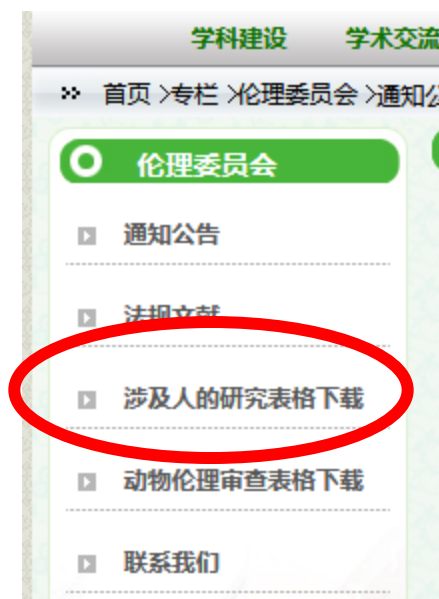 学科建设 学术交流
首页 >专栏 >伦理委员会 >通知公
伦理委员会
通知公告
法规文献
涉及人的研究表格下载
动物伦理审查表格下载
联系我们